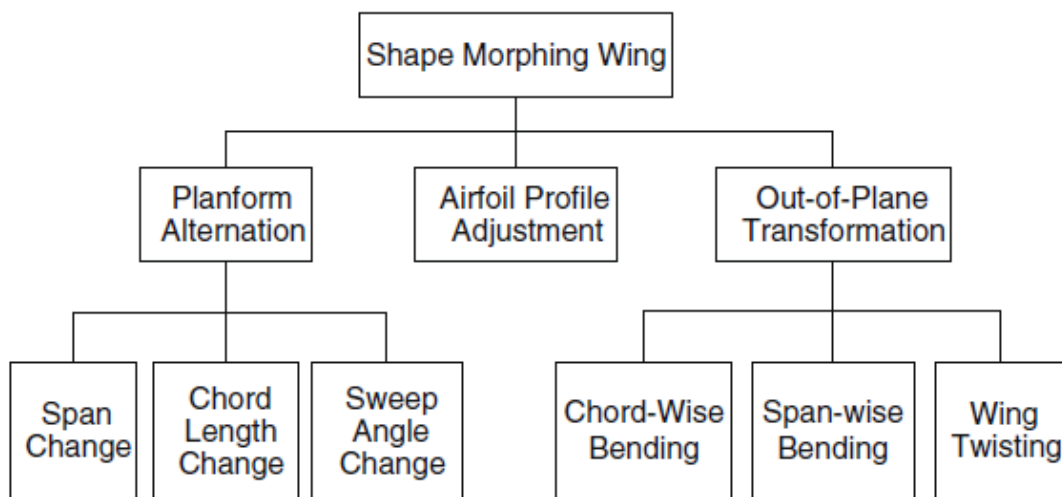 Shape Morphing Wing
Planform
Alternation
Airfoil Profile
Adjustment
Out-of-Plane
Transformation
Span
Change
Chord
Length
Change
Sweep
Angle
Change
Chord-Wise
Bending
Span-wise
Bending
Wing
Twisting